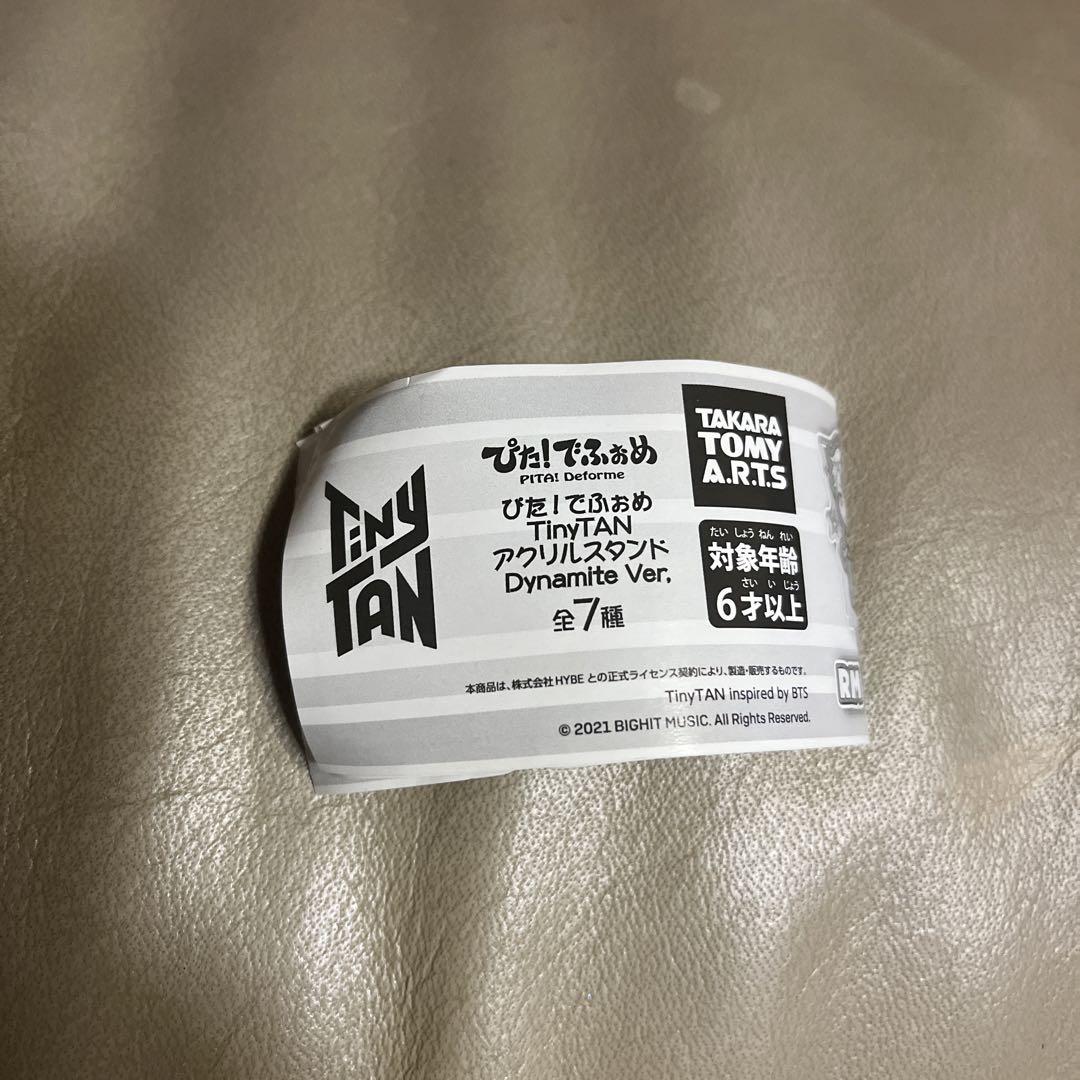 TINY
TAN
ぴた!でふぉめ
PITA! Deforme
ぴた!でふぉめ
TinyTAN
アクリルスタンド
Dynamite Ver,
全7種
TAKARA
TOMY
A.R.T.S
たい しょう ねん れい
対象年齢
さい い じょう
6才以上
本商品は、株式会社HYBEとの正式ライセンス契約により、製造・販売するものです。
TinyTAN inspired by BTS
© 2021 BIGHIT MUSIC. All Rights Reserved.
RM